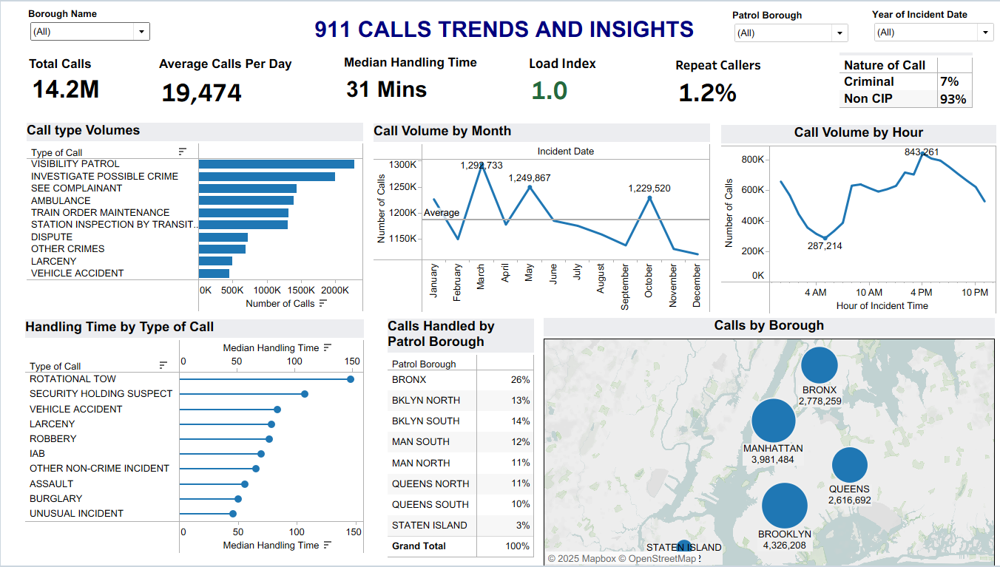 Borough Name
(All)
911 CALLS TRENDS AND INSIGHTS
Patrol Borough
(All)
Year of Incident Date
(All)
Total Calls
14.2M
Average Calls Per Day
19,474
Median Handling Time
31 Mins
Load Index
1.0
Repeat Callers
1.2%
Nature of Call
Criminal 7%
Non CIP 93%
Call type Volumes
Type of Call
VISIBILITY PATROL
INVESTIGATE POSSIBLE CRIME
SEE COMPLAINANT
AMBULANCE
TRAIN ORDER MAINTENANCE
STATION INSPECTION BY TRANSIT..
DISPUTE
OTHER CRIMES
LARCENY
VEHICLE ACCIDENT
0K 500K 1000K 1500K 2000K
Number of Calls
Call Volume by Month
Incident Date
Number of Calls
1300K
1250K
1200K
1150K
1,292,733
1,249,867
1,229,520
Average
January
February
March
April
May
June
July
August
September
October
November
December
Call Volume by Hour
Number of Calls
800K
600K
400K
200K
0K
843,261
287,214
4 AM 10 AM 4 PM 10 PM
Hour of Incident Time
Handling Time by Type of Call
Median Handling Time
Type of Call
0 50 100 150
ROTATIONAL TOW
SECURITY HOLDING SUSPECT
VEHICLE ACCIDENT
LARCENY
ROBBERY
IAB
OTHER NON-CRIME INCIDENT
ASSAULT
BURGLARY
UNUSUAL INCIDENT
0 50 100 150
Median Handling Time
Calls Handled by
Patrol Borough
Patrol Borough
BRONX 26%
BKLYN NORTH 13%
BKLYN SOUTH 14%
MAN SOUTH 12%
MAN NORTH 11%
QUEENS NORTH 11%
QUEENS SOUTH 10%
STATEN ISLAND 3%
Grand Total 100%
Calls by Borough
BRONX
2,778,259
MANHATTAN
3,981,484
QUEENS
2,616,692
BROOKLYN
4,326,208
STATEN ISLAND
© 2025 Mapbox © OpenStreetMap